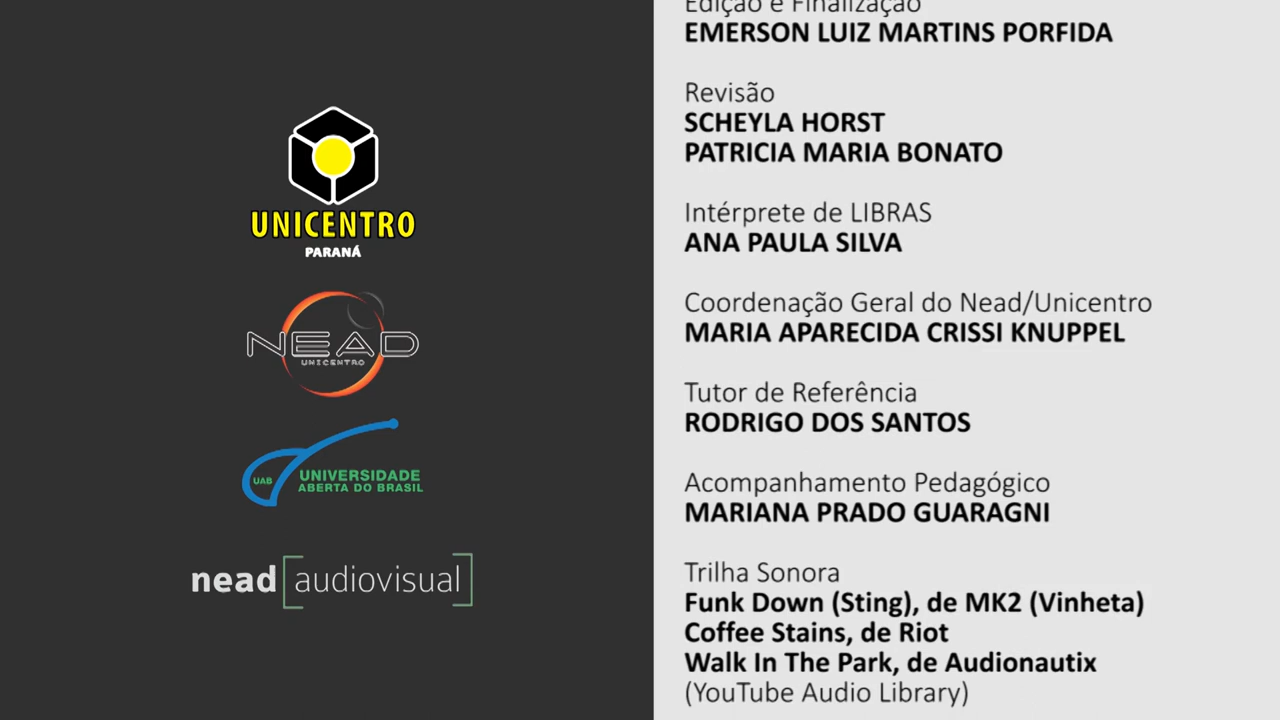 UNICENTRO
PARANÁ
NEAD
UNICENTRO
UAB
UNIVERSIDADE
ABERTA DO BRASIL
nead[audiovisual]
Edição e Finalização
EMERSON LUIZ MARTINS PORFIDA
Revisão
SCHEYLA HORST
PATRICIA MARIA BONATO
Intérprete de LIBRAS
ANA PAULA SILVA
Coordenação Geral do Nead/Unicentro
MARIA APARECIDA CRISSI KNUPPEL
Tutor de Referência
RODRIGO DOS SANTOS
Acompanhamento Pedagógico
MARIANA PRADO GUARAGNI
Trilha Sonora
Funk Down (Sting), de MK2 (Vinheta)
Coffee Stains, de Riot
Walk In The Park, de Audionautix
(YouTube Audio Library)